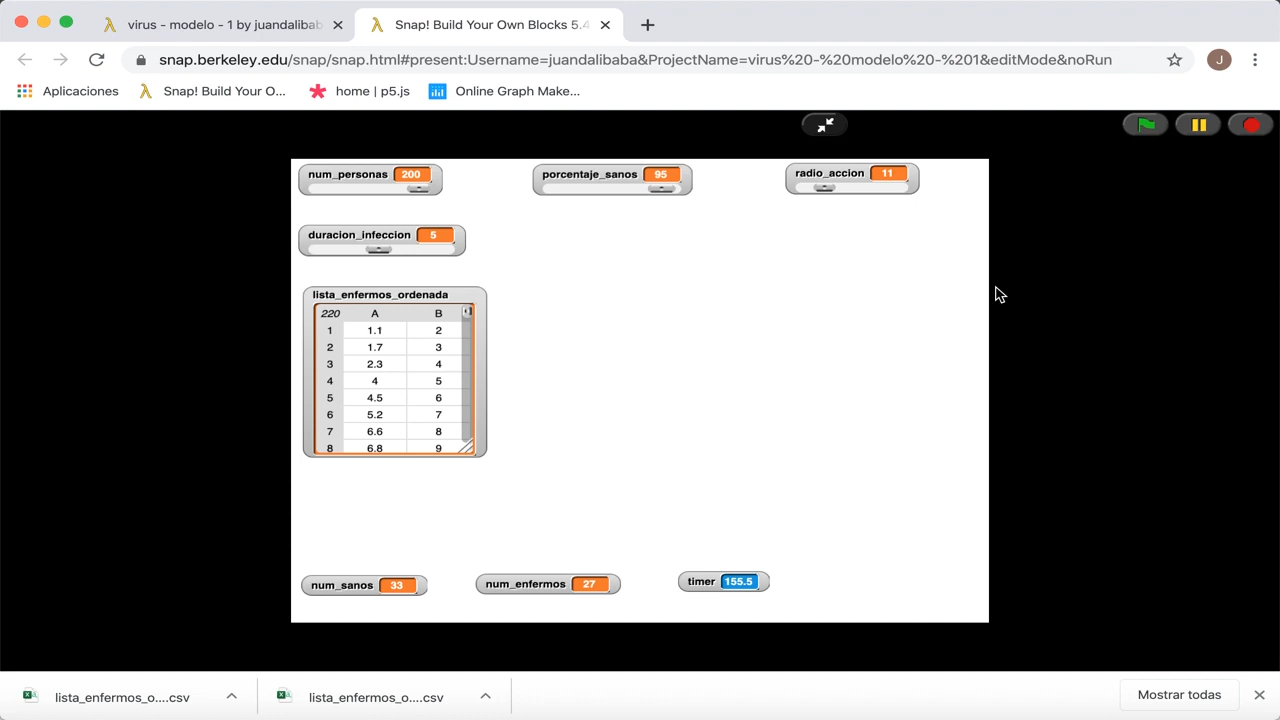 virus - modelo - 1 by juandalibab
Snap! Build Your Own Blocks 5.4
snap.berkeley.edu/snap/snap.html#present:Username=juandalibaba&ProjectName=virus%20-%20modelo%20-%201&editMode&noRun
J
Aplicaciones
Snap! Build Your O...
home | p5.js
Online Graph Make...
num_personas 200
porcentaje_sanos 95
radio_accion 11
duracion_infeccion 5
lista_enfermos_ordenada
220 A B
1 1.1 2
2 1.7 3
3 2.3 4
4 4 5
5 4.5 6
6 5.2 7
7 6.6 8
8 6.8 9
num_sanos 33
num_enfermos 27
timer 155.5
lista_enfermos_o....csv
lista_enfermos_o....csv
Mostrar todas